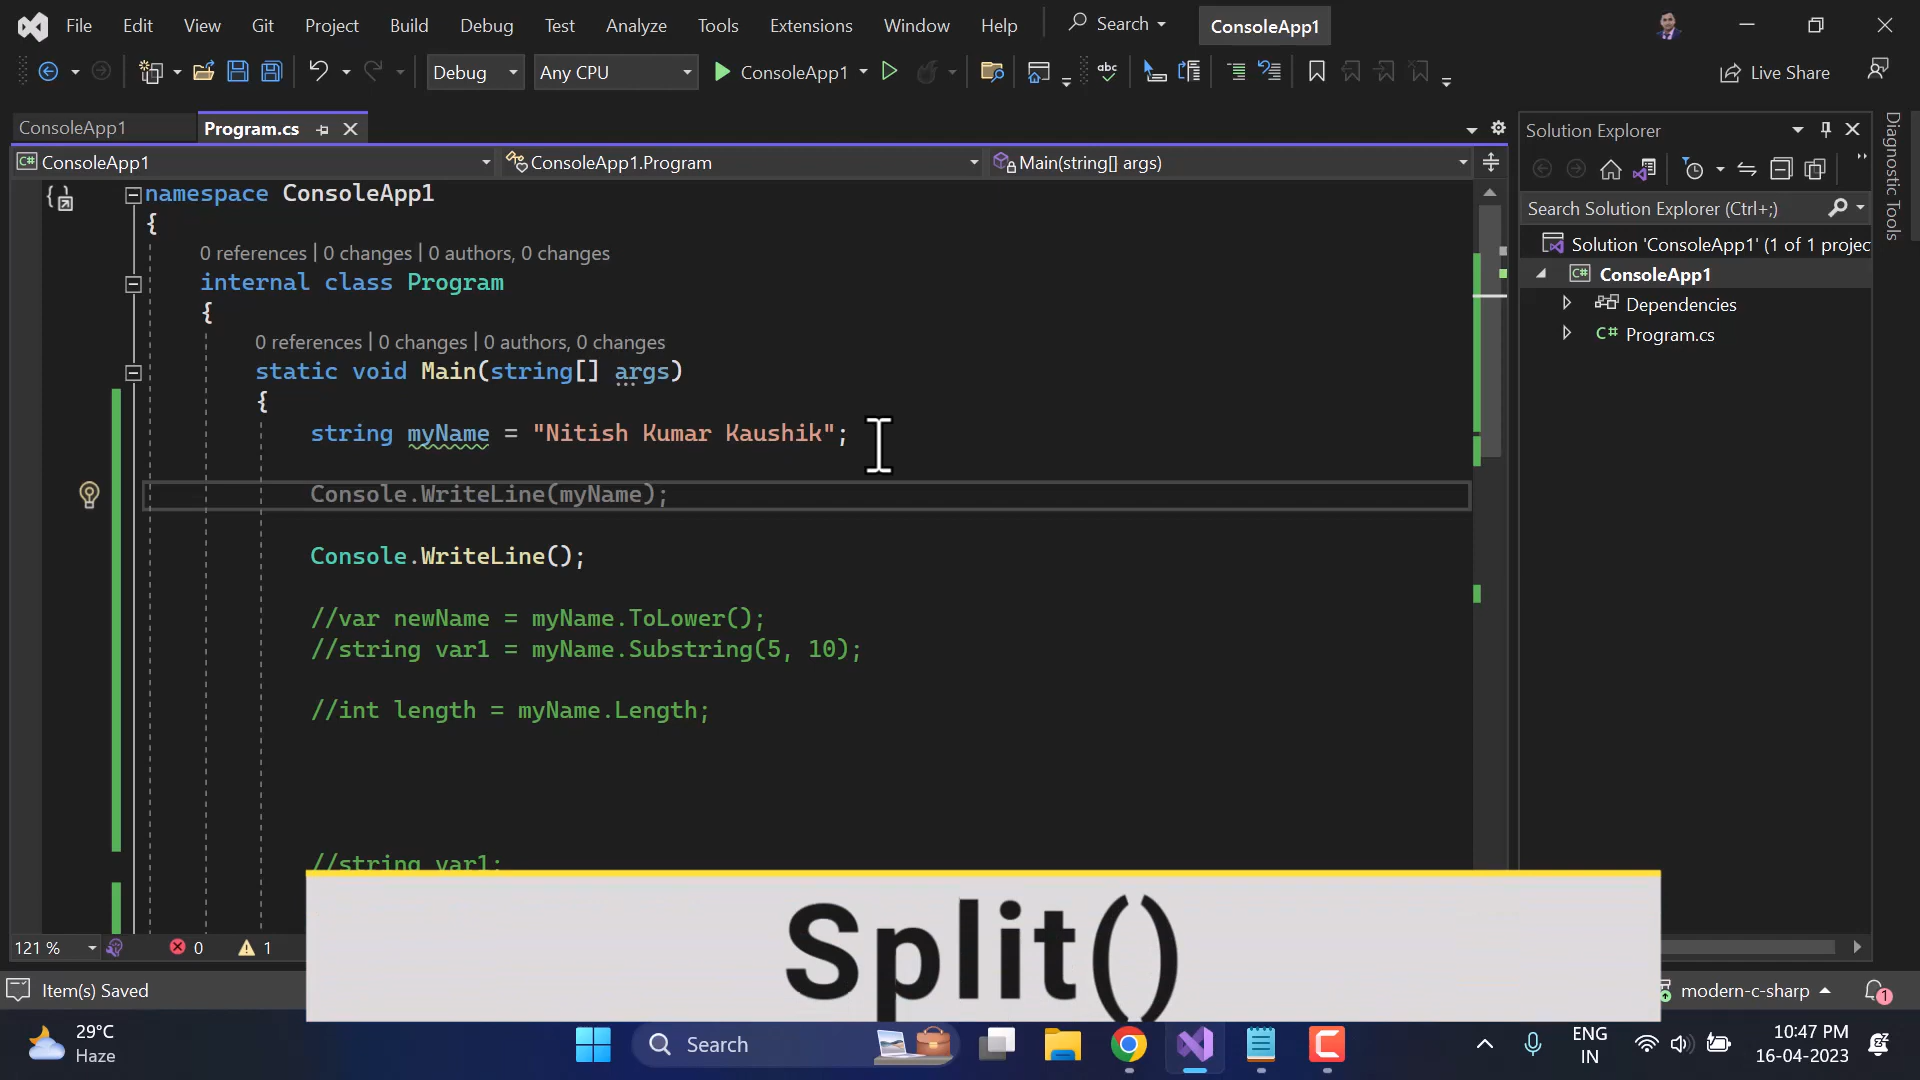 File Edit View Git Project Build Debug Test Analyze Tools Extensions Window Help Search ConsoleApp1
Debug Any CPU ConsoleApp1 Live Share
ConsoleApp1 Program.cs
ConsoleApp1 ConsoleApp1.Program Main(string[] args)
namespace ConsoleApp1
{
0 references | 0 changes | 0 authors, 0 changes
internal class Program
{
0 references | 0 changes | 0 authors, 0 changes
static void Main(string[] args)
{
string myName = "Nitish Kumar Kaushik";
Console.WriteLine(myName);
Console.WriteLine();
//var newName = myName.ToLower();
//string var1 = myName.Substring(5, 10);
//int length = myName.Length;
//string var1;
Solution Explorer
Search Solution Explorer (Ctrl+;)
Solution 'ConsoleApp1' (1 of 1 projec
ConsoleApp1
Dependencies
C# Program.cs
Diagnostic Tools
121 % 0 1
Split()
Item(s) Saved modern-c-sharp 1
29°C
Haze
Search
ENG
IN
10:47 PM
16-04-2023